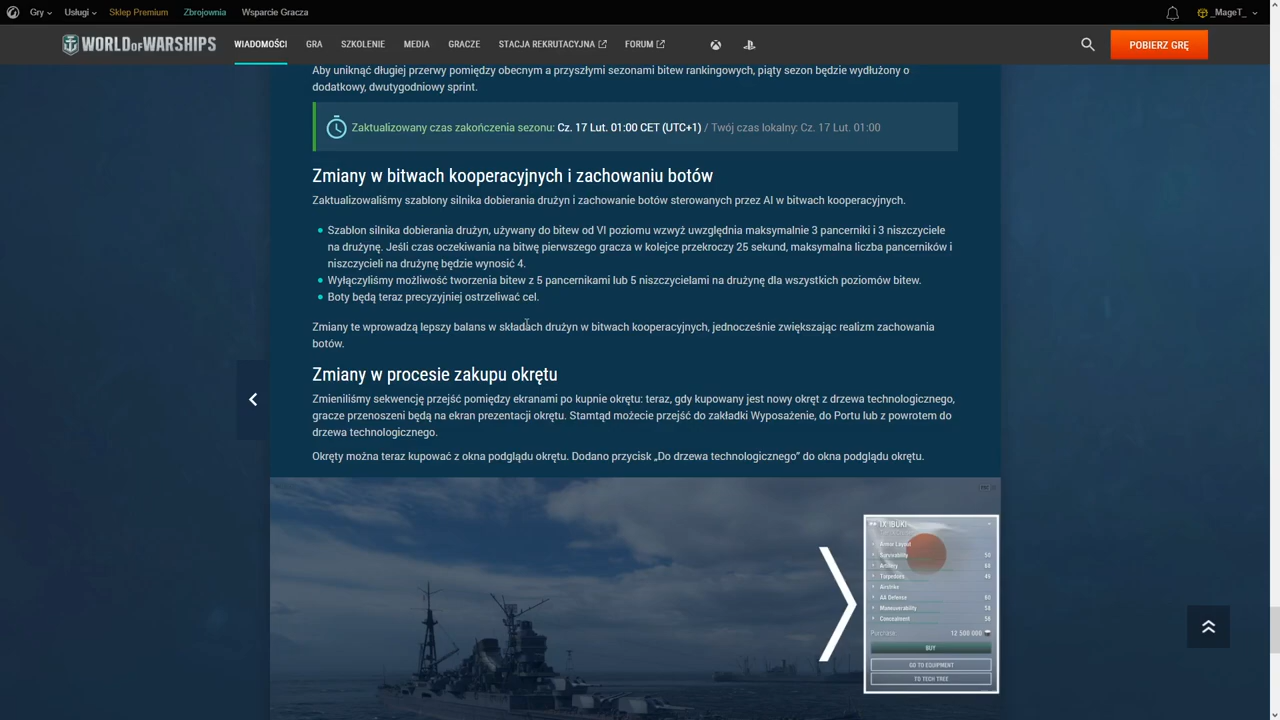 Gry
Usługi
Sklep Premium
Zbrojownia
Wsparcie Gracza
_MageT_
WORLD OF WARSHIPS
WIADOMOŚCI
GRA
SZKOLENIE
MEDIA
GRACZE
STACJA REKRUTACYJNA
FORUM
POBIERZ GRĘ
Aby uniknąć długiej przerwy pomiędzy obecnym a przyszłymi sezonami bitew rankingowych, piąty sezon będzie wydłużony o
dodatkowy, dwutygodniowy sprint.
Zaktualizowany czas zakończenia sezonu: Cz. 17 Lut. 01:00 CET (UTC+1) / Twój czas lokalny: Cz. 17 Lut. 01:00
Zmiany w bitwach kooperacyjnych i zachowaniu botów
Zaktualizowaliśmy szablony silnika dobierania drużyn i zachowanie botów sterowanych przez AI w bitwach kooperacyjnych.
Szablon silnika dobierania drużyn, używany do bitew od VI poziomu wzwyż uwzględnia maksymalnie 3 pancerniki i 3 niszczyciele
na drużynę. Jeśli czas oczekiwania na bitwę pierwszego gracza w kolejce przekroczy 25 sekund, maksymalna liczba pancerników i
niszczycieli na drużynę będzie wynosić 4.
Wyłączyliśmy możliwość tworzenia bitew z 5 pancernikami lub 5 niszczycielami na drużynę dla wszystkich poziomów bitew.
Boty będą teraz precyzyjniej ostrzeliwać cel.
Zmiany te wprowadzą lepszy balans w składach drużyn w bitwach kooperacyjnych, jednocześnie zwiększając realizm zachowania
botów.
Zmiany w procesie zakupu okrętu
Zmieniliśmy sekwencję przejść pomiędzy ekranami po kupnie okrętu: teraz, gdy kupowany jest nowy okręt z drzewa technologicznego,
gracze przenoszeni będą na ekran prezentacji okrętu. Stamtąd możecie przejść do zakładki Wyposażenie, do Portu lub z powrotem do
drzewa technologicznego.
Okręty można teraz kupować z okna podglądu okrętu. Dodano przycisk „Do drzewa technologicznego” do okna podglądu okrętu.
IX IBUKI
Armor Layout
Survivability 50
Artillery 68
Torpedoes 49
Airstrike
AA Defence 60
Maneuverability 58
Concealment 56
Purchase 12 500 000
BUY
GO TO EQUIPMENT
TO TECH TREE